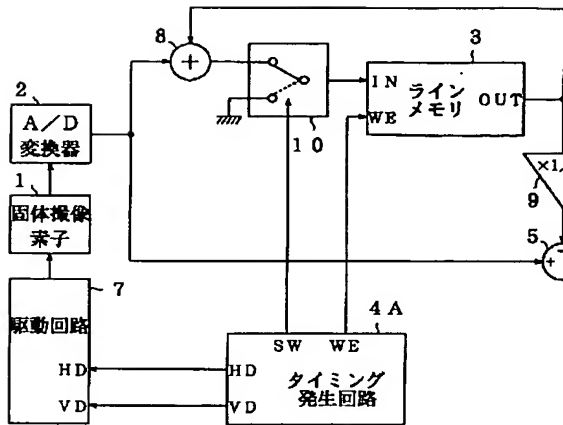 8
3
2
A/D
変換器
IN
ライン
メモリ
OUT
WE
10
1
固体撮像
素子
×1
9
5
7
駆動回路
HD
VD
4A
SW WE
HD
VD
タイミング
発生回路